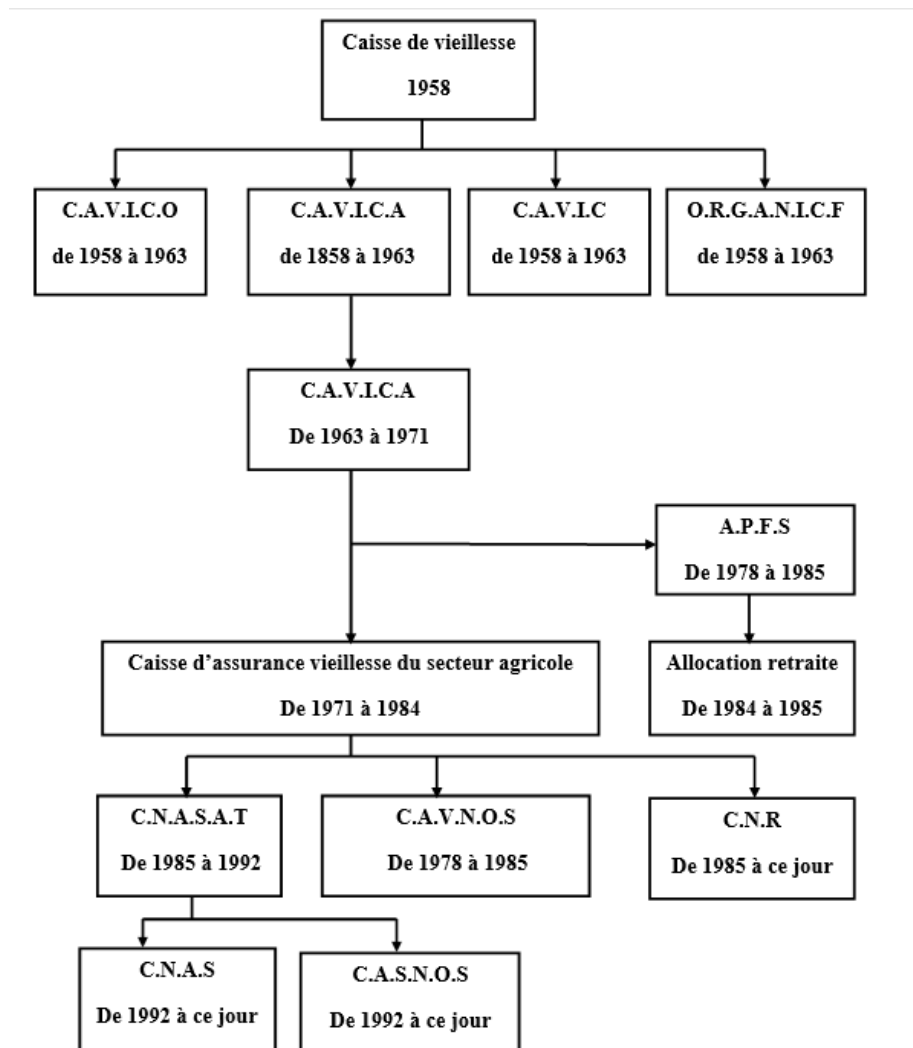 Caisse de vieillesse
1958
C.A.V.I.C.O
de 1958 à 1963
C.A.V.I.C.A
de 1858 à 1963
C.A.V.I.C
de 1958 à 1963
O.R.G.A.N.I.C.F
de 1958 à 1963
C.A.V.I.C.A
De 1963 à 1971
A.P.F.S
De 1978 à 1985
Caisse d’assurance vieillesse du secteur agricole
De 1971 à 1984
Allocation retraite
De 1984 à 1985
C.N.A.S.A.T
De 1985 à 1992
C.A.V.N.O.S
De 1978 à 1985
C.N.R
De 1985 à ce jour
C.N.A.S
De 1992 à ce jour
C.A.S.N.O.S
De 1992 à ce jour